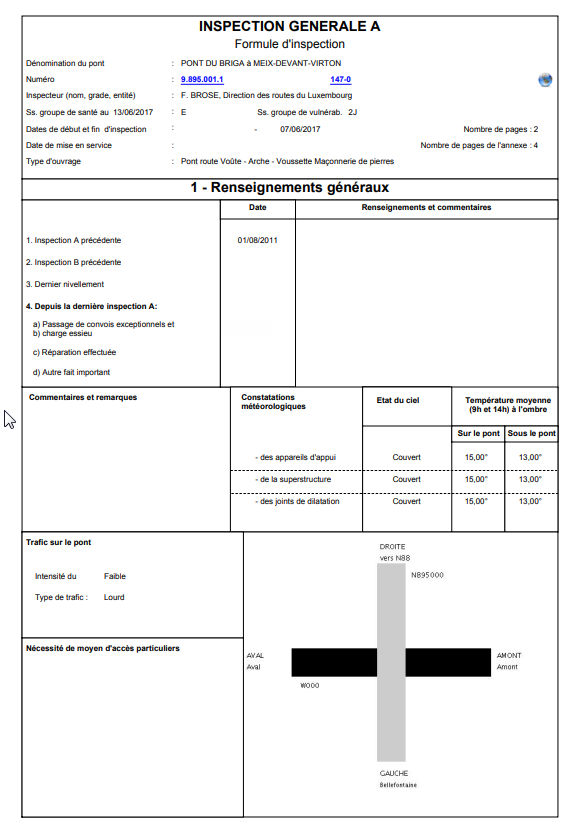 INSPECTION GENERALE A
Formule d'inspection
Dénomination du pont : PONT DU BRIGA à MEIX-DEVANT-VIRTON
Numéro : 9.895.001.1 147-0
Inspecteur (nom, grade, entité) : F. BROSE, Direction des routes du Luxembourg
Ss. groupe de santé au 13/06/2017 : E Ss. groupe de vulnérab. 2J
Dates de début et fin d'inspection : - 07/06/2017 Nombre de pages : 2
Date de mise en service : Nombre de pages de l'annexe : 4
Type d'ouvrage : Pont route Voûte - Arche - Voussette Maçonnerie de pierres
1 - Renseignements généraux
Date Renseignements et commentaires
1. Inspection A précédente 01/08/2011
2. Inspection B précédente
3. Dernier nivellement
4. Depuis la dernière inspection A:
a) Passage de convois exceptionnels et
b) charge essieu
c) Réparation effectuée
d) Autre fait important
Commentaires et remarques
Constatations
météorologiques
Etat du ciel
Température moyenne
(9h et 14h) à l'ombre
Sur le pont Sous le pont
- des appareils d'appui Couvert 15,00° 13,00°
- de la superstructure Couvert 15,00° 13,00°
- des joints de dilatation Couvert 15,00° 13,00°
Trafic sur le pont
Intensité du Faible
Type de trafic : Lourd
Nécessité de moyen d'accès particuliers
DROITE
vers N88
N895000
AVAL
Aval
AMONT
Amont
W000
GAUCHE
Bellefontaine